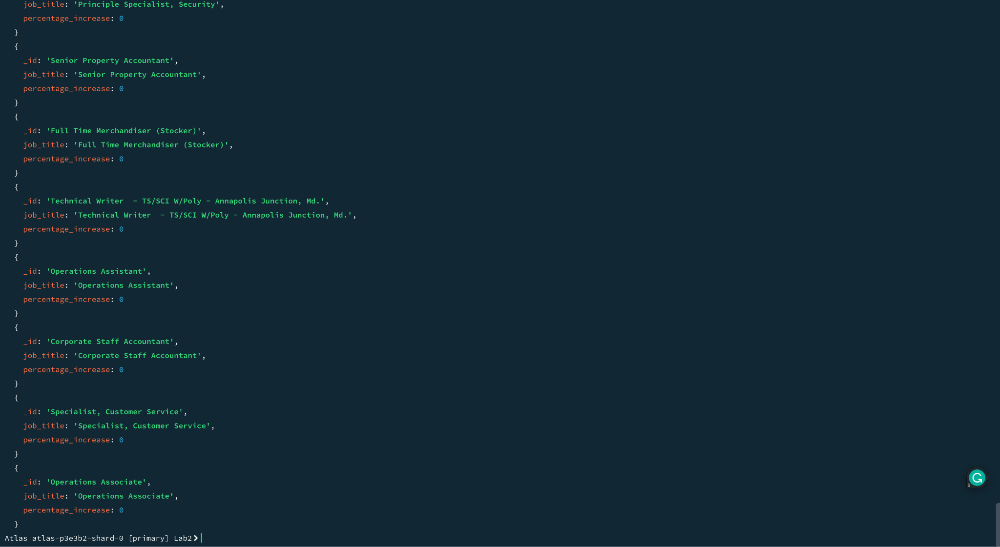 job_title: 'Principle Specialist, Security',
percentage_increase: 0
}
{
_id: 'Senior Property Accountant',
job_title: 'Senior Property Accountant',
percentage_increase: 0
}
{
_id: 'Full Time Merchandiser (Stocker)',
job_title: 'Full Time Merchandiser (Stocker)',
percentage_increase: 0
}
{
_id: 'Technical Writer  - TS/SCI W/Poly - Annapolis Junction, Md.',
job_title: 'Technical Writer  - TS/SCI W/Poly - Annapolis Junction, Md.',
percentage_increase: 0
}
{
_id: 'Operations Assistant',
job_title: 'Operations Assistant',
percentage_increase: 0
}
{
_id: 'Corporate Staff Accountant',
job_title: 'Corporate Staff Accountant',
percentage_increase: 0
}
{
_id: 'Specialist, Customer Service',
job_title: 'Specialist, Customer Service',
percentage_increase: 0
}
{
_id: 'Operations Associate',
job_title: 'Operations Associate',
percentage_increase: 0
}
Atlas atlas-p3e3b2-shard-0 [primary] Lab2>